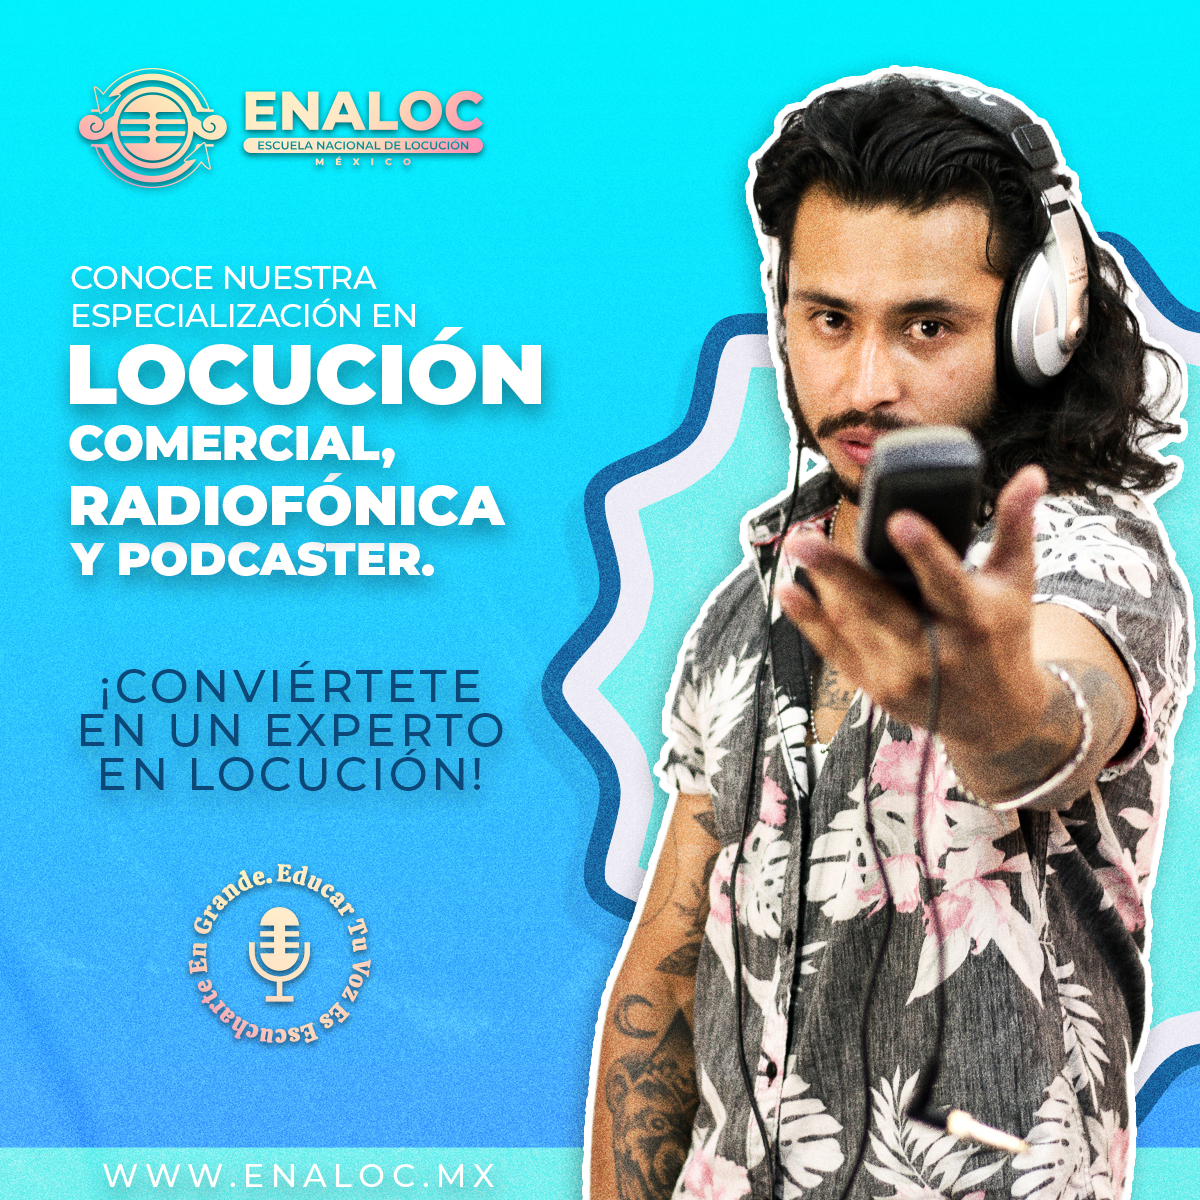 ENALOC
ESCUELA NACIONAL DE LOCUCIÓN
MÉXICO
CONOCE NUESTRA
ESPECIALIZACIÓN EN
LOCUCIÓN
COMERCIAL,
RADIOFÓNICA
Y PODCASTER.
¡CONVIÉRTETE
EN UN EXPERTO
EN LOCUCIÓN!
Educar Tu Voz Es Escucharte En Grande.
WWW.ENALOC.MX